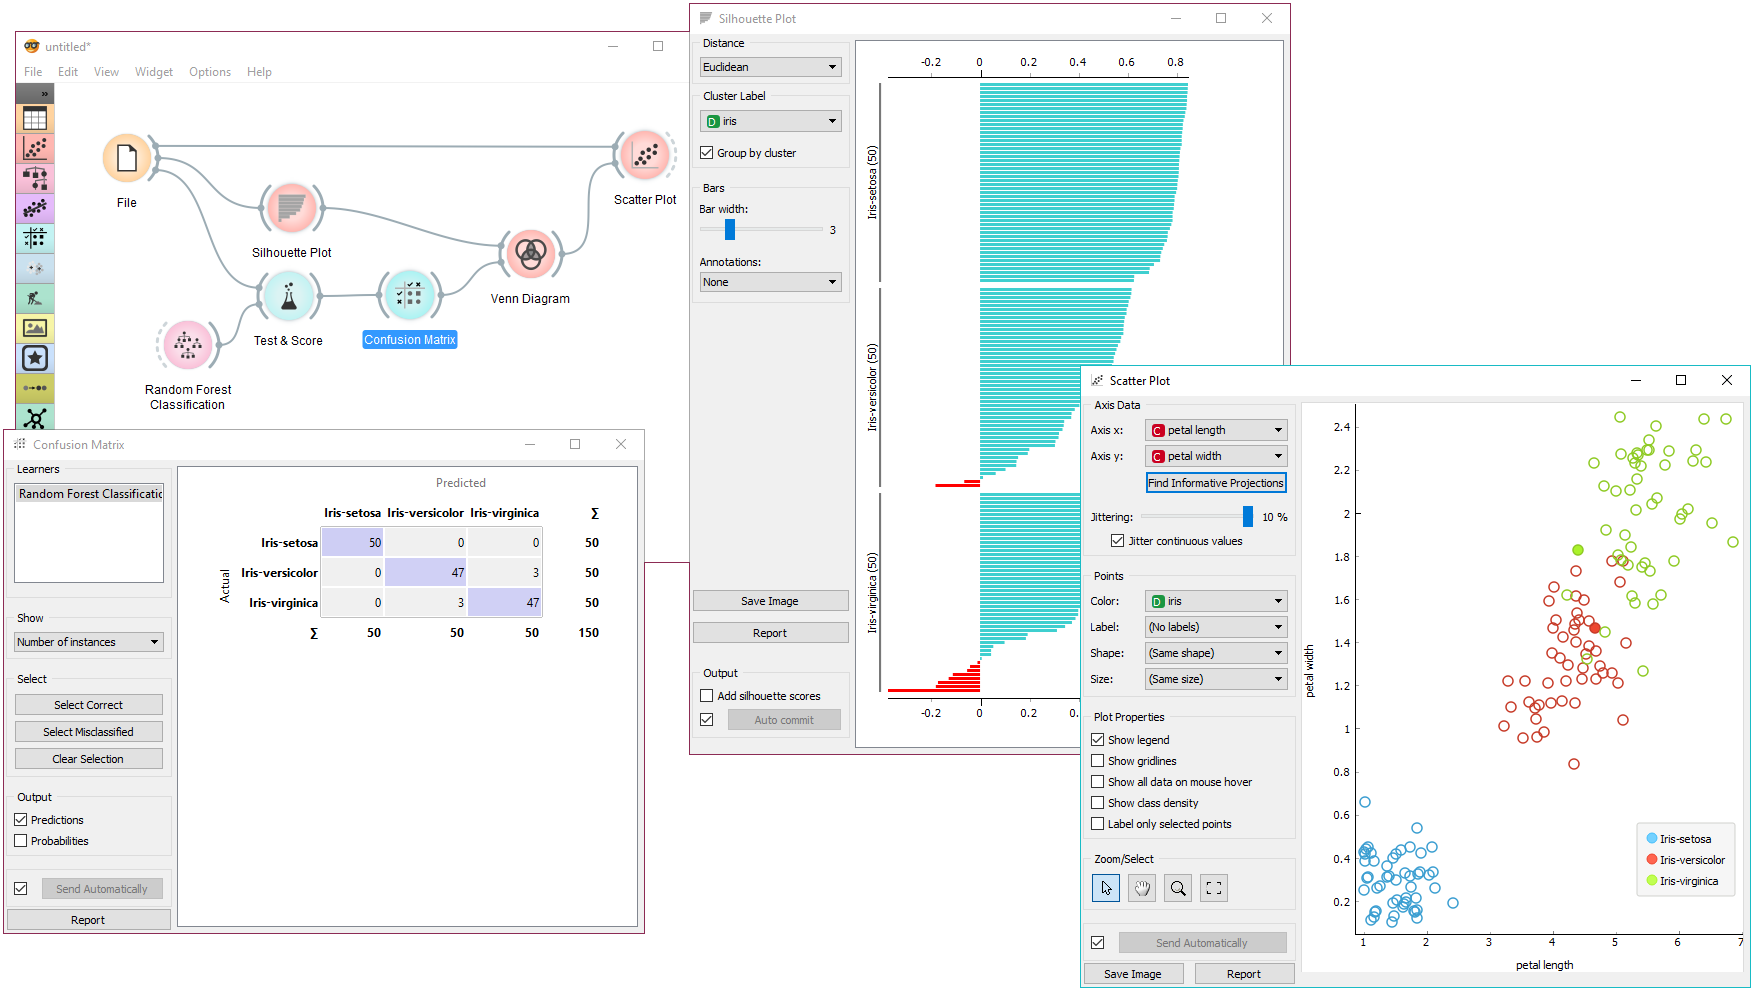 untitled*
File Edit View Widget Options Help
»
File
Silhouette Plot
Test & Score
Random Forest
Classification
Confusion Matrix
Venn Diagram
Scatter Plot
Silhouette Plot
Distance
Euclidean
Cluster Label
D iris
Group by cluster
Bars
Bar width:
3
Annotations:
None
Save Image
Report
Output
Add silhouette scores
Auto commit
-0.2 0 0.2 0.4 0.6 0.8
Iris-setosa (50)
Iris-versicolor (50)
Iris-virginica (50)
-0.2 0 0.2
Confusion Matrix
Learners
Random Forest Classificatio
Show
Number of instances
Select
Select Correct
Select Misclassified
Clear Selection
Output
Predictions
Probabilities
Send Automatically
Report
Predicted
Iris-setosa Iris-versicolor Iris-virginica Σ
Actual
Iris-setosa 50 0 0 50
Iris-versicolor 0 47 3 50
Iris-virginica 0 3 47 50
Σ 50 50 50 150
Scatter Plot
Axis Data
Axis x: C petal length
Axis y: C petal width
Find Informative Projections
Jittering: 10 %
Jitter continuous values
Points
Color: D iris
Label: (No labels)
Shape: (Same shape)
Size: (Same size)
Plot Properties
Show legend
Show gridlines
Show all data on mouse hover
Show class density
Label only selected points
Zoom/Select
Send Automatically
Save Image Report
petal width
2.4
2.2
2
1.8
1.6
1.4
1.2
1
0.8
0.6
0.4
0.2
1 2 3 4 5 6 7
petal length
Iris-setosa
Iris-versicolor
Iris-virginica